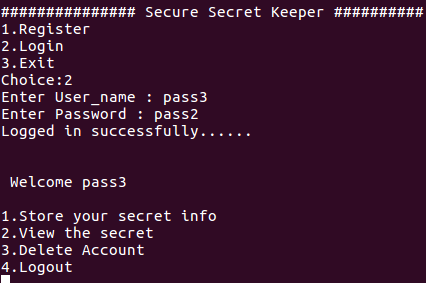 ############### Secure Secret Keeper ##########
1.Register
2.Login
3.Exit
Choice:2
Enter User_name : pass3
Enter Password : pass2
Logged in successfully......
Welcome pass3
1.Store your secret info
2.View the secret
3.Delete Account
4.Logout